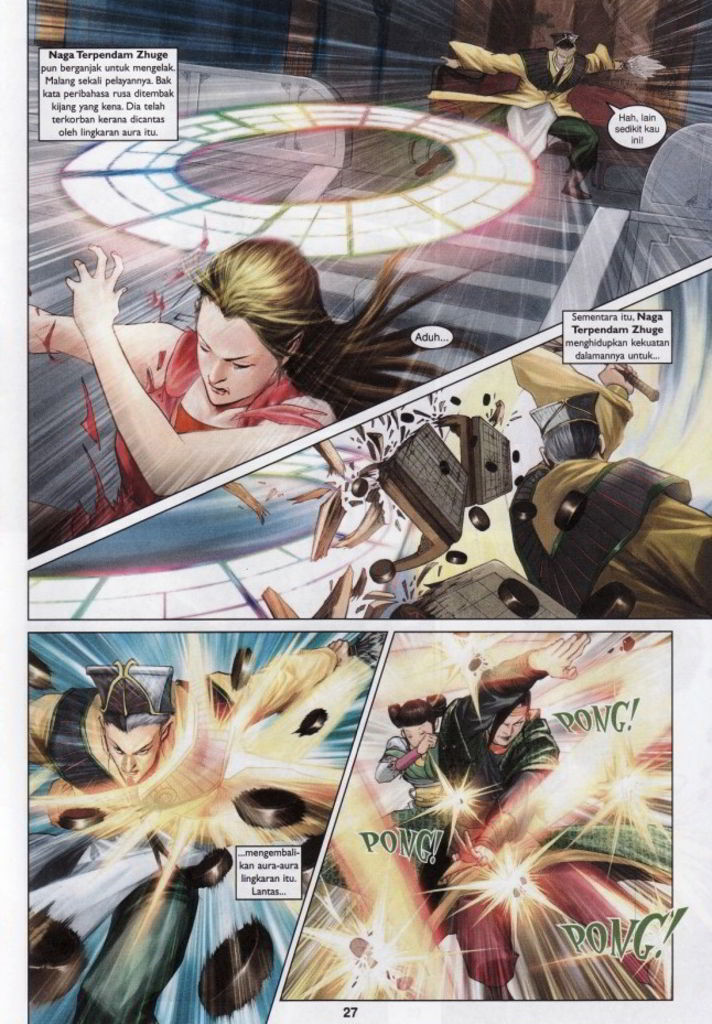 Naga Terpendam Zhuge
pun berganjak untuk mengelak.
Malang sekali pelayannya. Bak
kata peribahasa rusa ditembak
kijang yang kena. Dia telah
terkorban kerana dicantas
oleh lingkaran aura itu.
Hah, lain
sedikit kau
ini!
Aduh...
Sementara itu, Naga
Terpendam Zhuge
menghidupkan kekuatan
dalamannya untuk...
...mengembali-
kan aura-aura
lingkaran itu.
Lantas...
PONG!
PONG!
PONG!
27